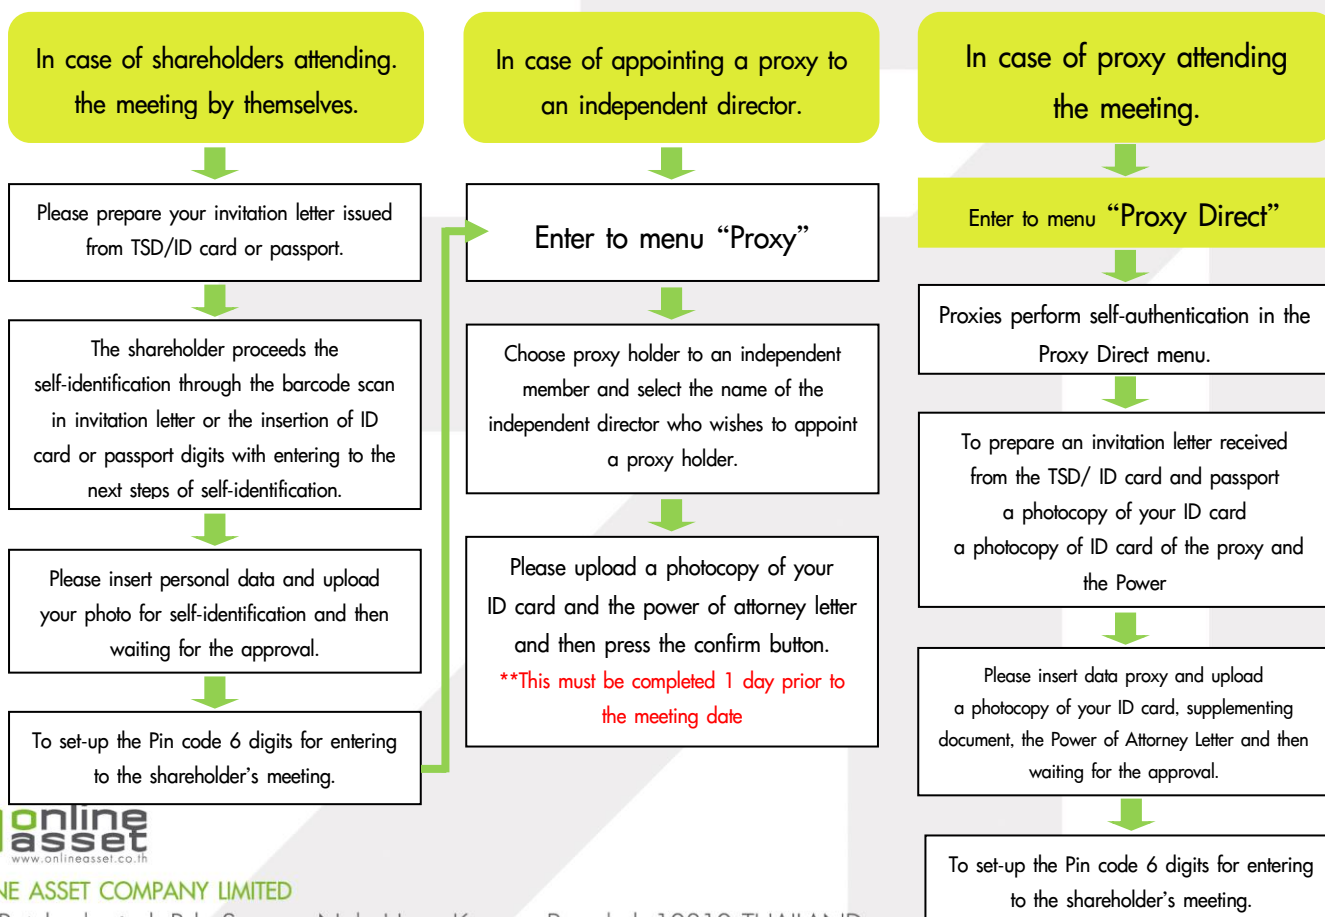 In case of shareholders attending.
the meeting by themselves.
Please prepare your invitation letter issued
from TSD/ID card or passport.
The shareholder proceeds the
self-identification through the barcode scan
in invitation letter or the insertion of ID
card or passport digits with entering to the
next steps of self-identification.
Please insert personal data and upload
your photo for self-identification and then
waiting for the approval.
To set-up the Pin code 6 digits for entering
to the shareholder’s meeting.
In case of appointing a proxy to
an independent director.
Enter to menu “Proxy”
Choose proxy holder to an independent
member and select the name of the
independent director who wishes to appoint
a proxy holder.
Please upload a photocopy of your
ID card and the power of attorney letter
and then press the confirm button.
**This must be completed 1 day prior to
the meeting date
In case of proxy attending
the meeting.
Enter to menu “Proxy Direct”
Proxies perform self-authentication in the
Proxy Direct menu.
To prepare an invitation letter received
from the TSD/ ID card and passport
a photocopy of your ID card
a photocopy of ID card of the proxy and
the Power
Please insert data proxy and upload
a photocopy of your ID card, supplementing
document, the Power of Attorney Letter and then
waiting for the approval.
To set-up the Pin code 6 digits for entering
to the shareholder’s meeting.
online
asset
www.onlineasset.co.th
NE ASSET COMPANY LIMITED
THAILAND